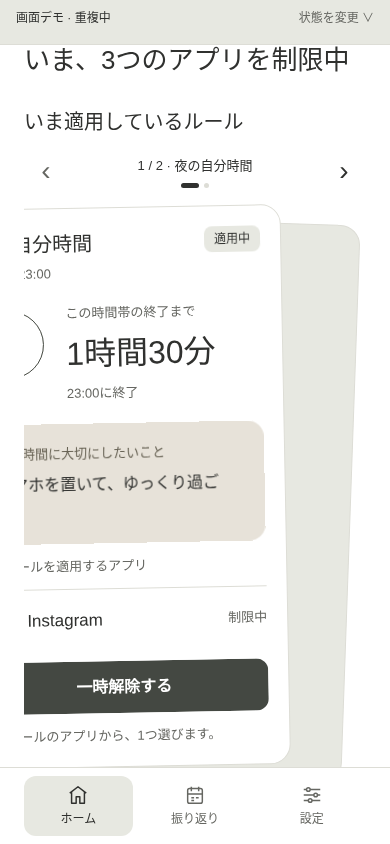 画面デモ · 重複中
状態を変更 ∨
いま、3つのアプリを制限中
いま適用しているルール
‹
1 / 2 · 夜の自分時間
›
自分時間
適用中
:3:00
この時間帯の終了まで
1時間30分
23:00に終了
時間に大切にしたいこと
ホを置いて、ゆっくり過ご
ールを適用するアプリ
Instagram
制限中
一時解除する
ールのアプリから、1つ選びます。
ホーム
振り返り
設定